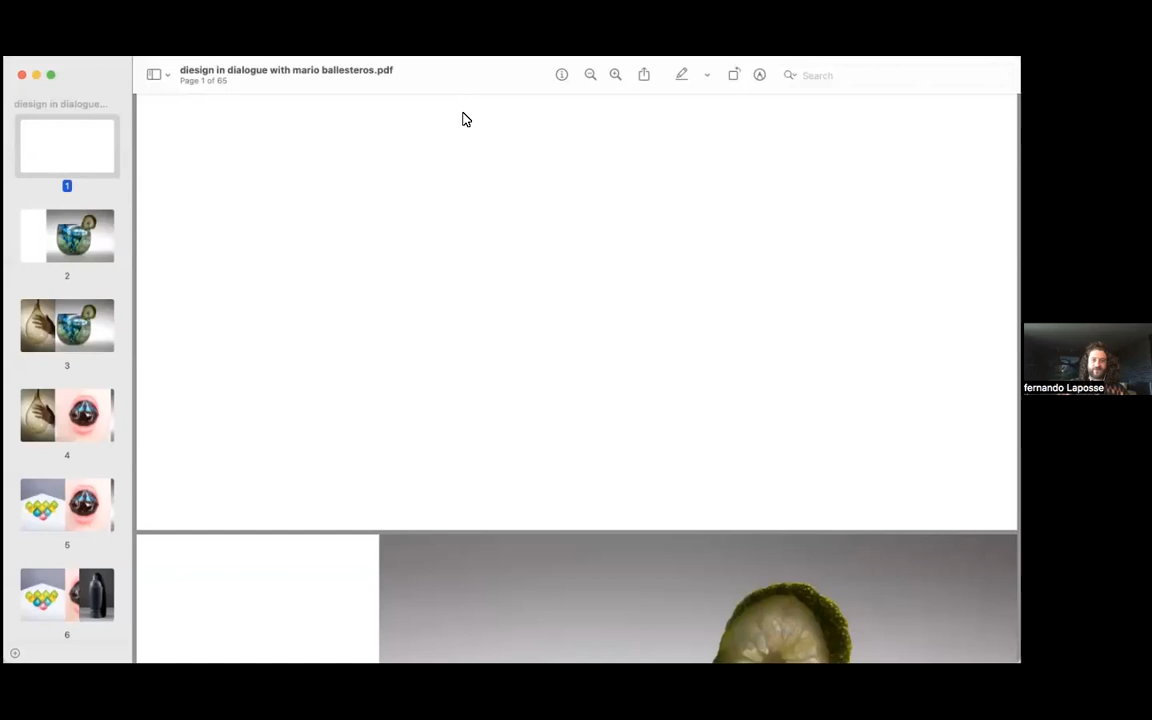 diesign in dialogue with mario ballesteros.pdf
Page 1 of 65
Search
diesign in dialogue...
1
2
3
4
5
6
fernando Laposse